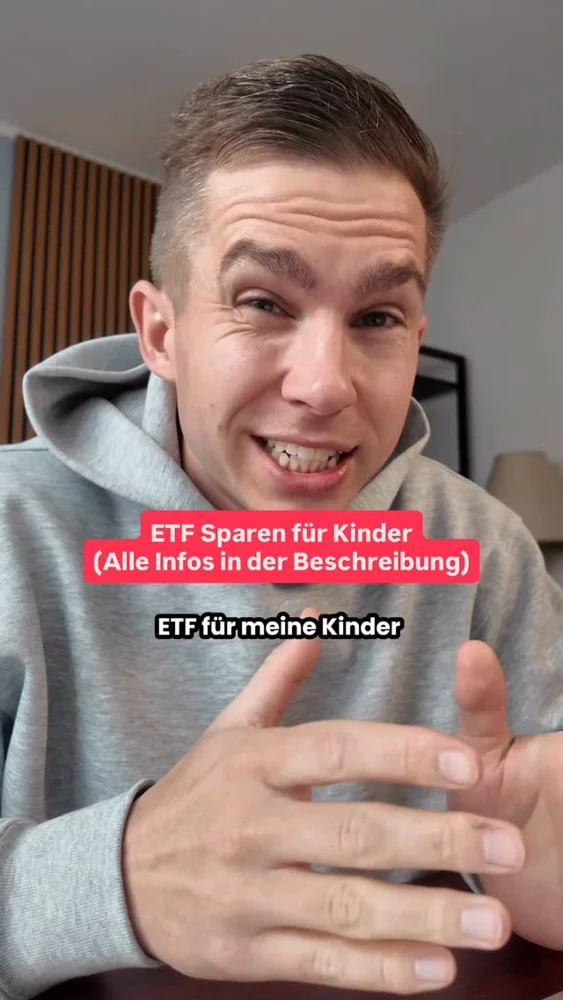 ETF Sparen für Kinder
(Alle Infos in der Beschreibung)
ETF für meine Kinder